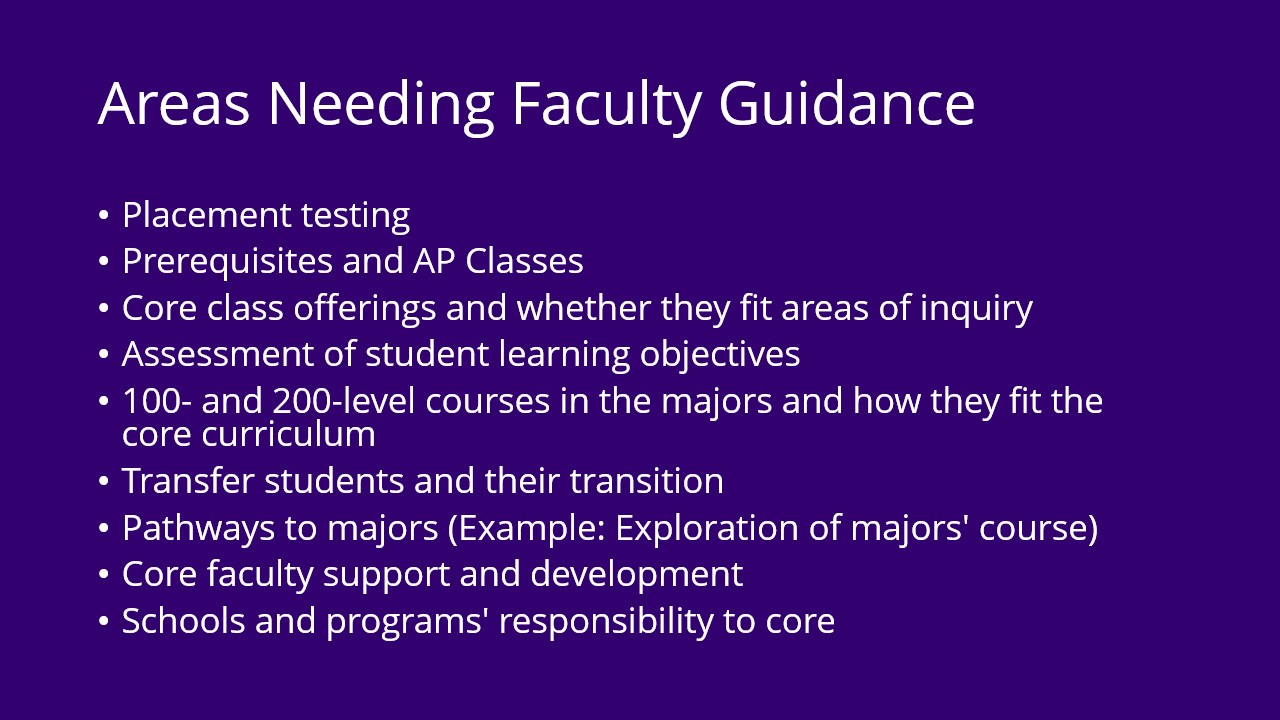 Areas Needing Faculty Guidance
• Placement testing
• Prerequisites and AP Classes
• Core class offerings and whether they fit areas of inquiry
• Assessment of student learning objectives
• 100- and 200-level courses in the majors and how they fit the
core curriculum
• Transfer students and their transition
• Pathways to majors (Example: Exploration of majors' course)
• Core faculty support and development
• Schools and programs' responsibility to core